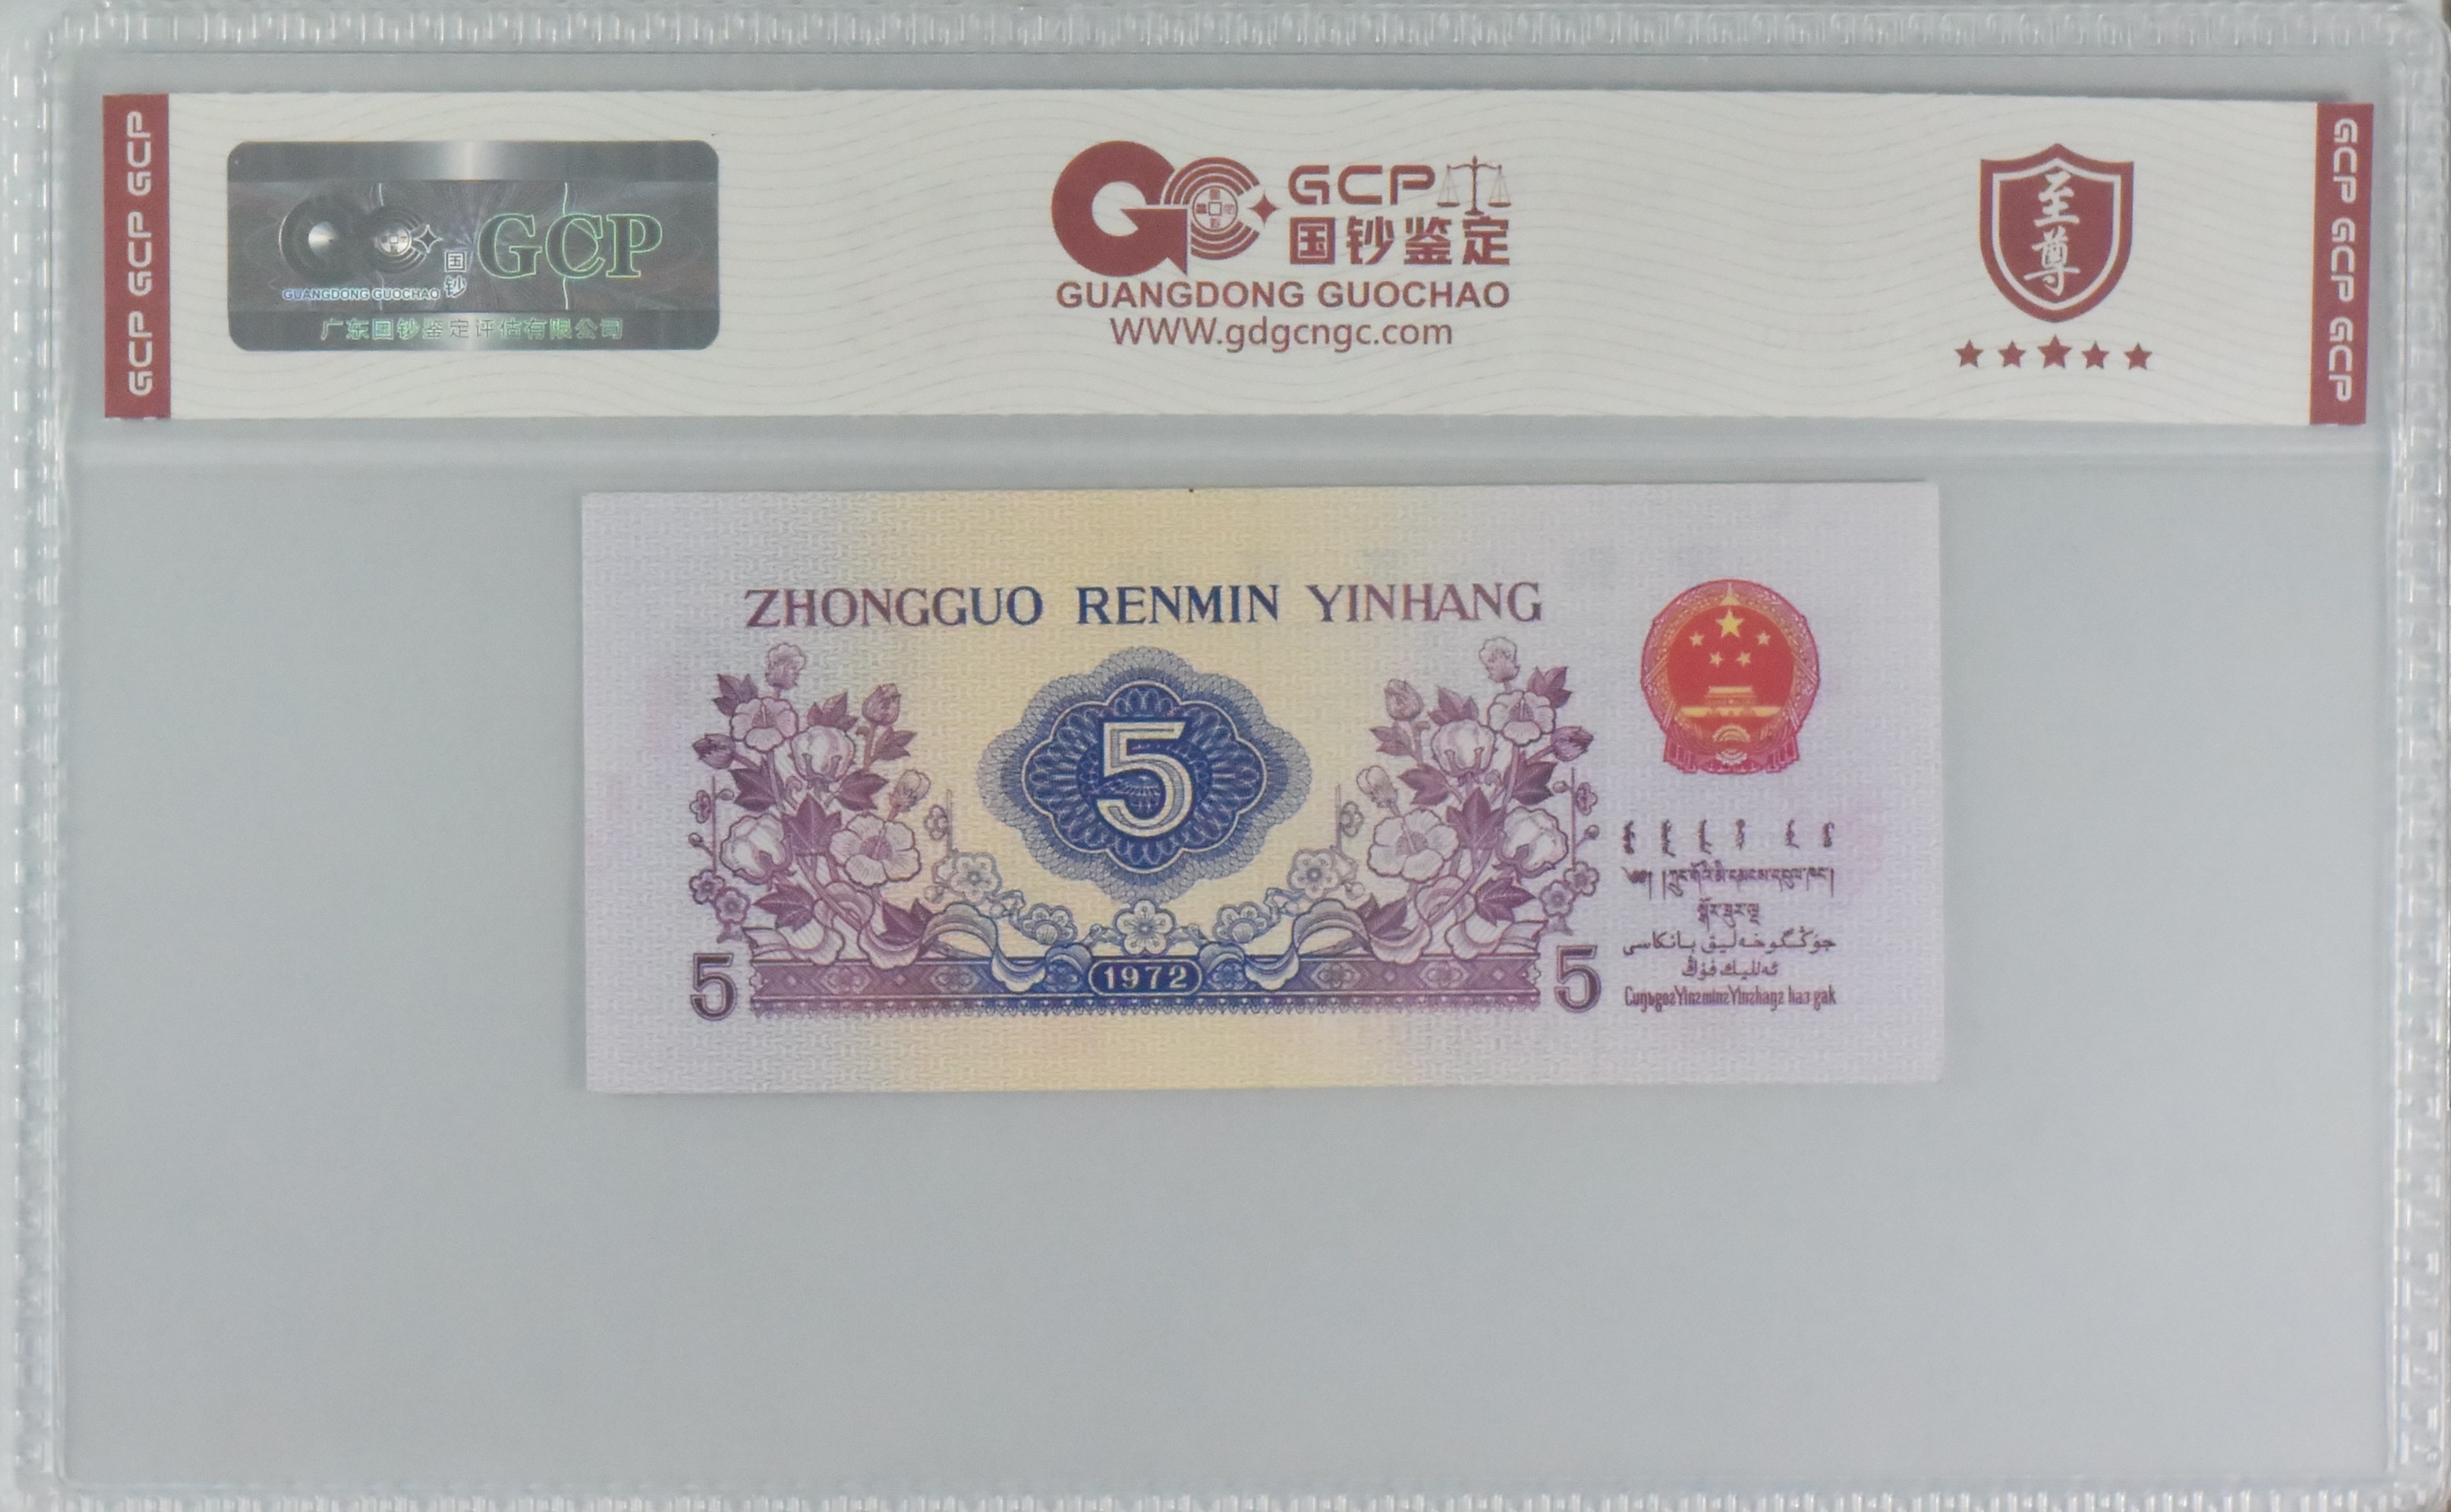 GCP GCP GCP
国钞
GCP
GUANGDONG GUOCHAO
广东国钞鉴定评估有限公司
GCP
国钞鉴定
GUANGDONG GUOCHAO
WWW.gdgcngc.com
至尊
GCP GCP GCP
ZHONGGUO RENMIN YINHANG
5
1972
5
5
جۇڭگو خەلىق بانكاسى